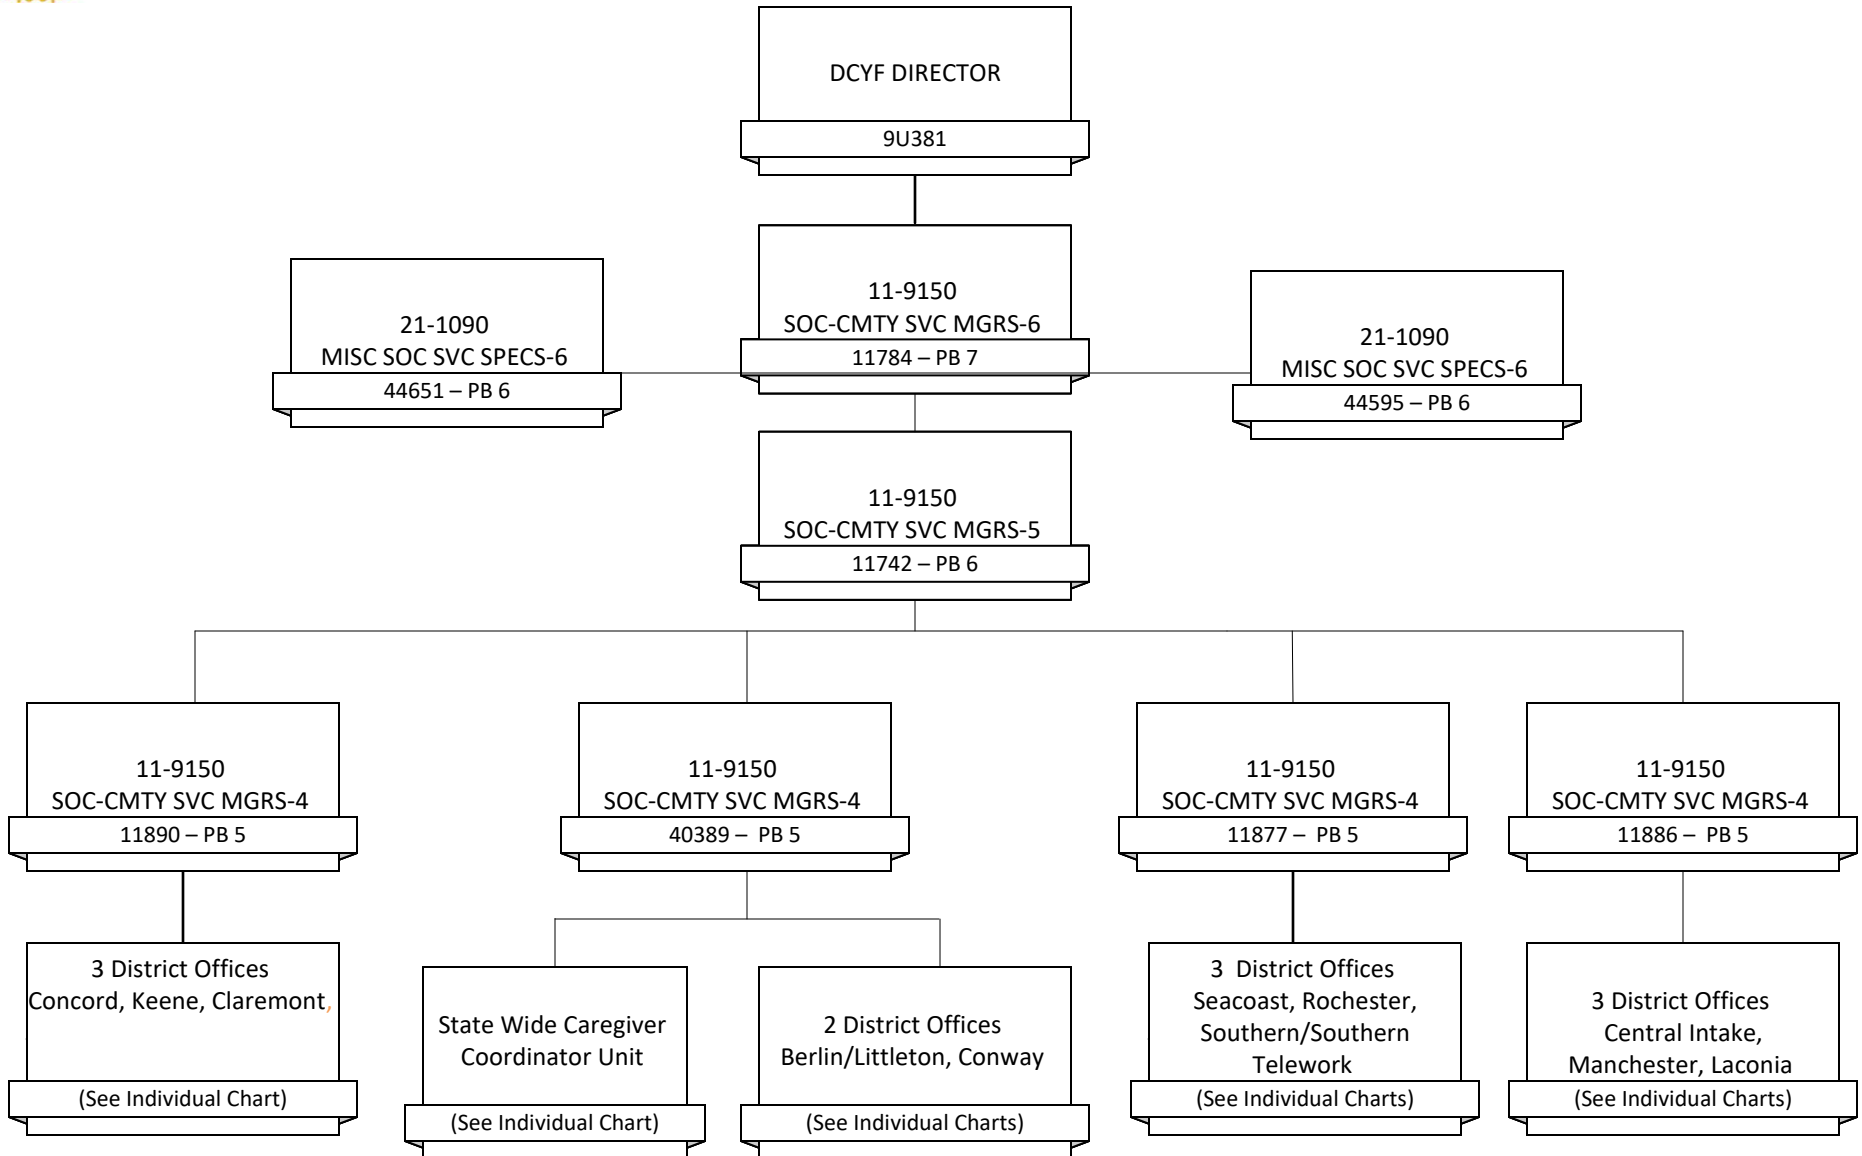 DCYF DIRECTOR
9U381
11-9150
SOC-CMTY SVC MGRS-6
11784 – PB 7
21-1090
MISC SOC SVC SPECS-6
44651 – PB 6
21-1090
MISC SOC SVC SPECS-6
44595 – PB 6
11-9150
SOC-CMTY SVC MGRS-5
11742 – PB 6
11-9150
SOC-CMTY SVC MGRS-4
11890 – PB 5
11-9150
SOC-CMTY SVC MGRS-4
40389 – PB 5
11-9150
SOC-CMTY SVC MGRS-4
11877 – PB 5
11-9150
SOC-CMTY SVC MGRS-4
11886 – PB 5
3 District Offices
Concord, Keene, Claremont,
(See Individual Chart)
State Wide Caregiver
Coordinator Unit
(See Individual Chart)
2 District Offices
Berlin/Littleton, Conway
(See Individual Charts)
3 District Offices
Seacoast, Rochester,
Southern/Southern
Telework
(See Individual Charts)
3 District Offices
Central Intake,
Manchester, Laconia
(See Individual Charts)